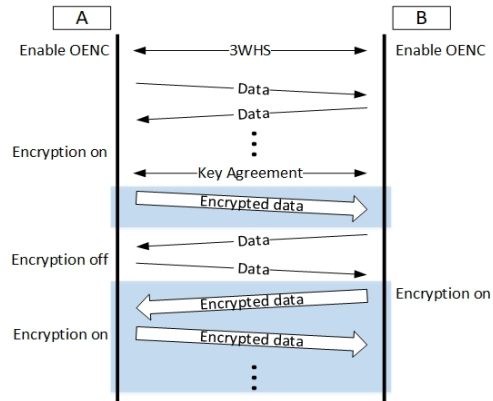 A
B
Enable OENC
3WHS
Enable OENC
Data
Data
Encryption on
Key Agreement
Encrypted data
Data
Encryption off
Data
Encrypted data
Encryption on
Encryption on
Encrypted data